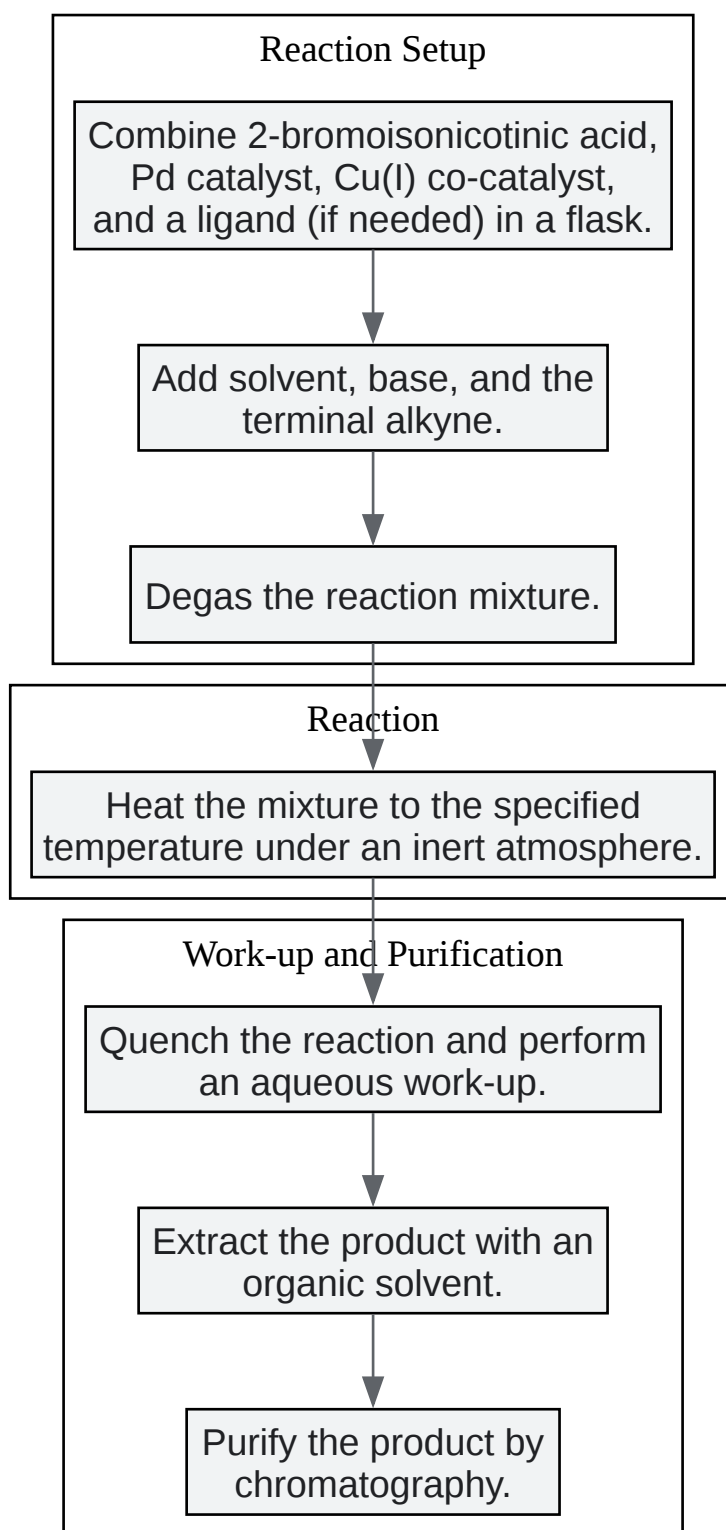 Reaction Setup
Combine 2-bromoisonicotinic acid,
Pd catalyst, Cu(I) co-catalyst,
and a ligand (if needed) in a flask.
Add solvent, base, and the
terminal alkyne.
Degas the reaction mixture.
Reaction
Heat the mixture to the specified
temperature under an inert atmosphere.
Work-up and Purification
Quench the reaction and perform
an aqueous work-up.
Extract the product with an
organic solvent.
Purify the product by
chromatography.